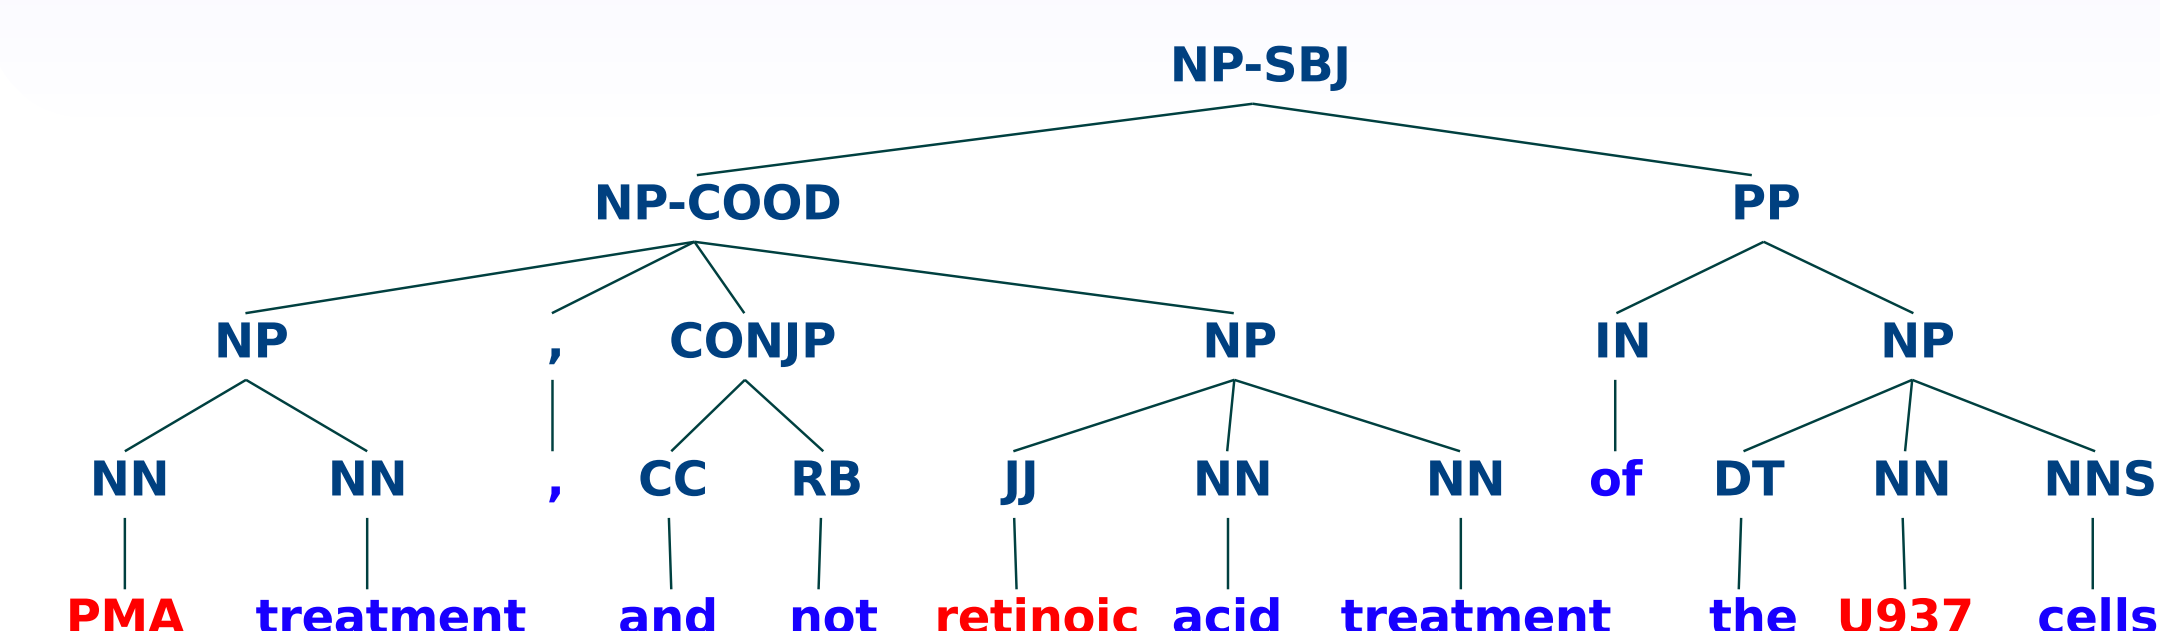 NP-SBJ
NP-COOD PP
NP , CONJP NP IN NP
NN NN , CC RB JJ NN NN of DT NN NNS
PMA treatment and not retinoic acid treatment the U937 cells